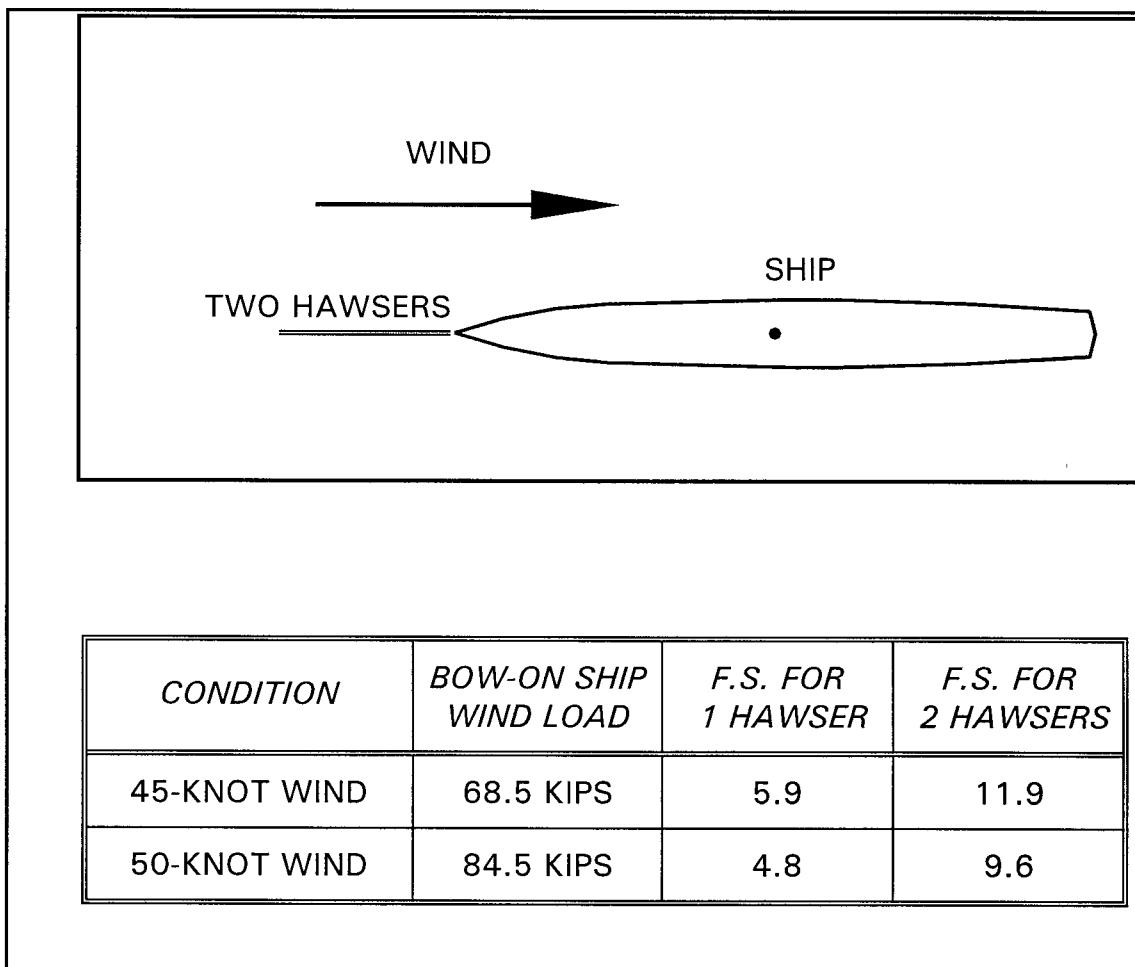 WIND
SHIP
TWO HAWSERS
CONDITION
BOW-ON SHIP
WIND LOAD
F.S. FOR
1 HAWSER
F.S. FOR
2 HAWSERS
45-KNOT WIND 68.5 KIPS 5.9 11.9
50-KNOT WIND 84.5 KIPS 4.8 9.6